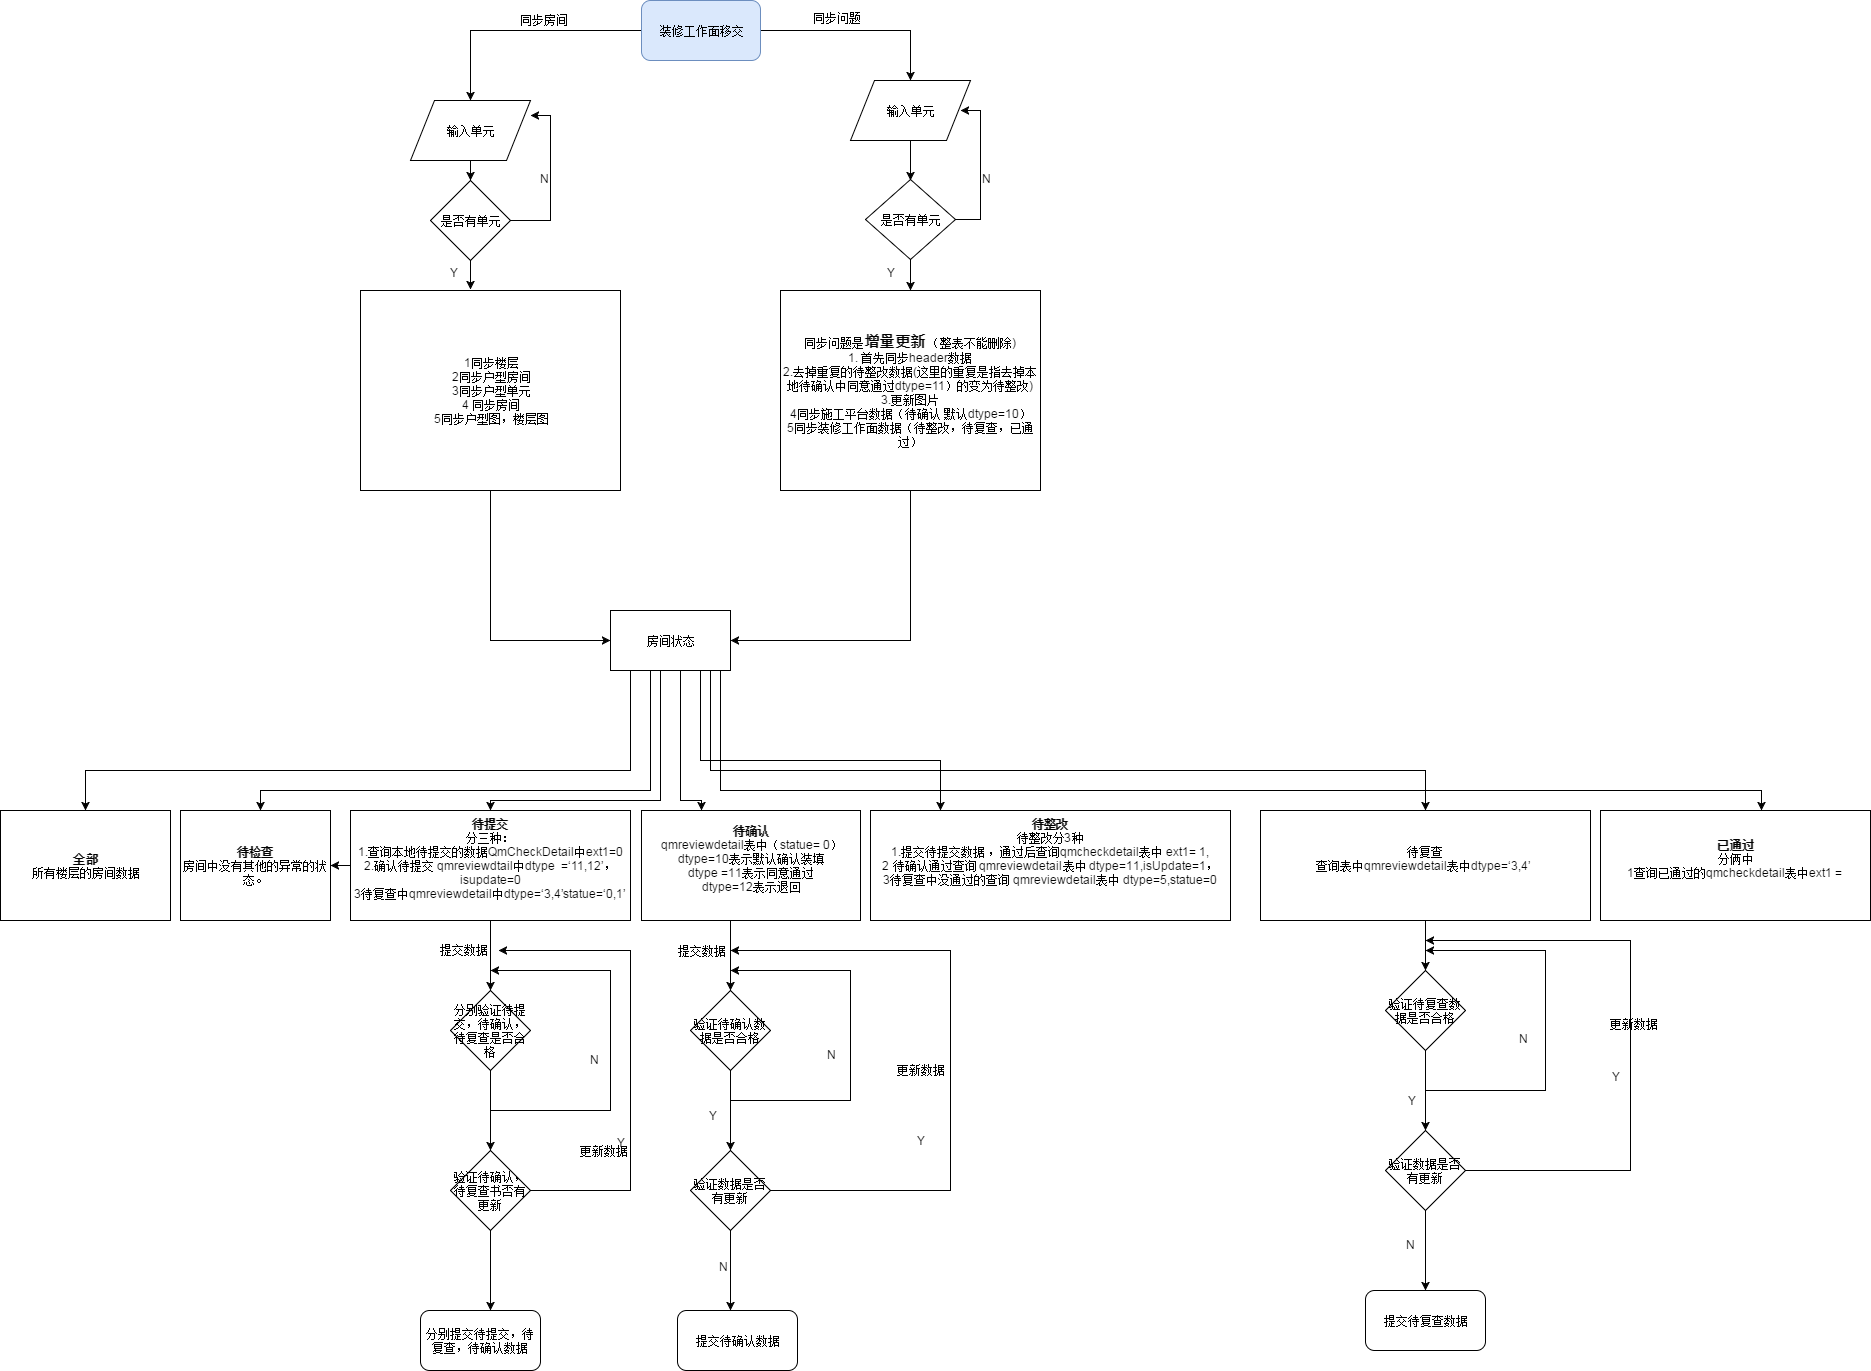 装修工作面移交
同步房间
同步问题
输入单元
N
是否有单元
Y
输入单元
N
是否有单元
Y
1同步楼层
2同步户型房间
3同步户型单元
4 同步房间
5同步户型图，楼层图
同步问题是增量更新（整表不能删除）
1. 首先同步header数据
2.去掉重复的待整改数据(这里的重复是指去掉本
地待确认中同意通过dtype=11）的变为待整改)
3.更新图片
4同步施工平台数据（待确认 默认dtype=10）
5同步装修工作面数据（待整改，待复查，已通
过）
房间状态
全部
所有楼层的房间数据
待检查
房间中没有其他的异常的状
态。
待提交
分三种：
1.查询本地待提交的数据QmCheckDetail中ext1=0
2.确认待提交 qmreviewdtail中dtype =‘11,12’，
isupdate=0
3待复查中qmreviewdetail中dtype=‘3,4’statue=‘0,1’
待确认
qmreviewdetail表中（statue= 0）
dtype=10表示默认确认装填
dtype =11表示同意通过
dtype=12表示退回
待整改
待整改分3种
1.提交待提交数据 ，通过后查询qmcheckdetail表中 ext1= 1,
2 待确认通过查询 qmreviewdetail表中 dtype=11,isUpdate=1，
3待复查中没通过的查询 qmreviewdetail表中 dtype=5,statue=0
待复查
查询表中qmreviewdetail表中dtype=‘3,4’
已通过
分俩中
1查询已通过的qmcheckdetail表中ext1 =
提交数据
分别验证待提
交，待确认，
待复查是否合
格
N
Y
更新数据
验证待确认，
待复查书否有
更新
分别提交待提交，待
复查，待确认数据
提交数据
验证待确认数
据是否合格
N
更新数据
Y
Y
验证数据是否
有更新
N
提交待确认数据
验证待复查数
据是否合格
更新数据
N
Y
Y
验证数据是否
有更新
N
提交待复查数据